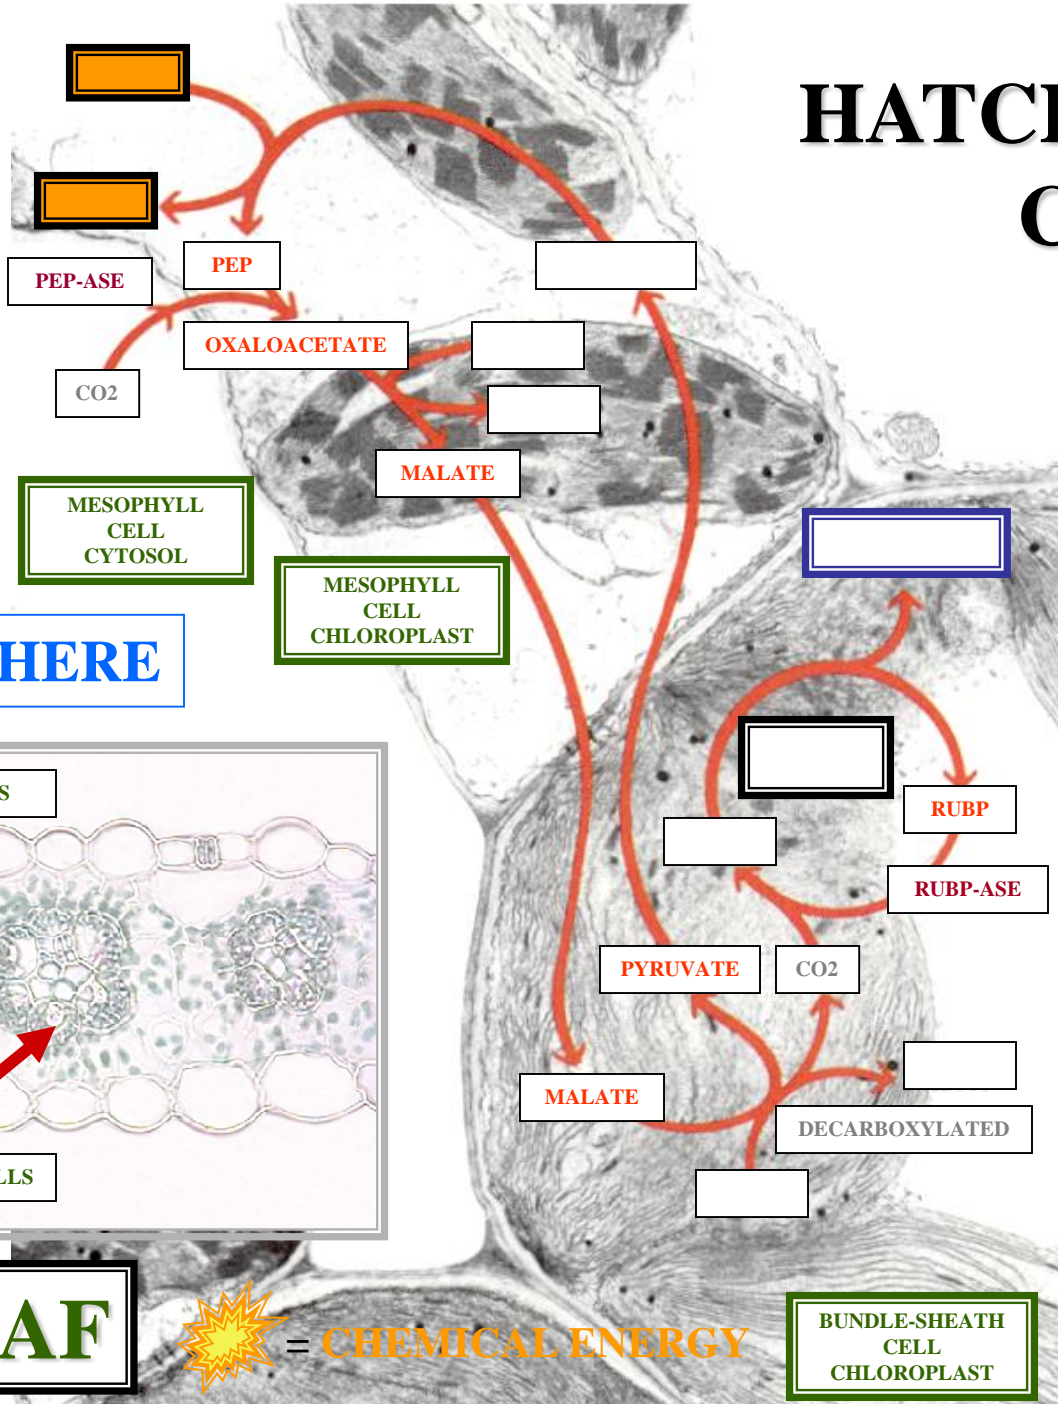 HATCH
C
PEP-ASE
PEP
OXALOACETATE
CO2
MALATE
MESOPHYLL
CELL
CYTOSOL
MESOPHYLL
CELL
CHLOROPLAST
HERE
S
RUBP
RUBP-ASE
PYRUVATE
CO2
MALATE
DECARBOXYLATED
LLS
AF
= CHEMICAL ENERGY
BUNDLE-SHEATH
CELL
CHLOROPLAST